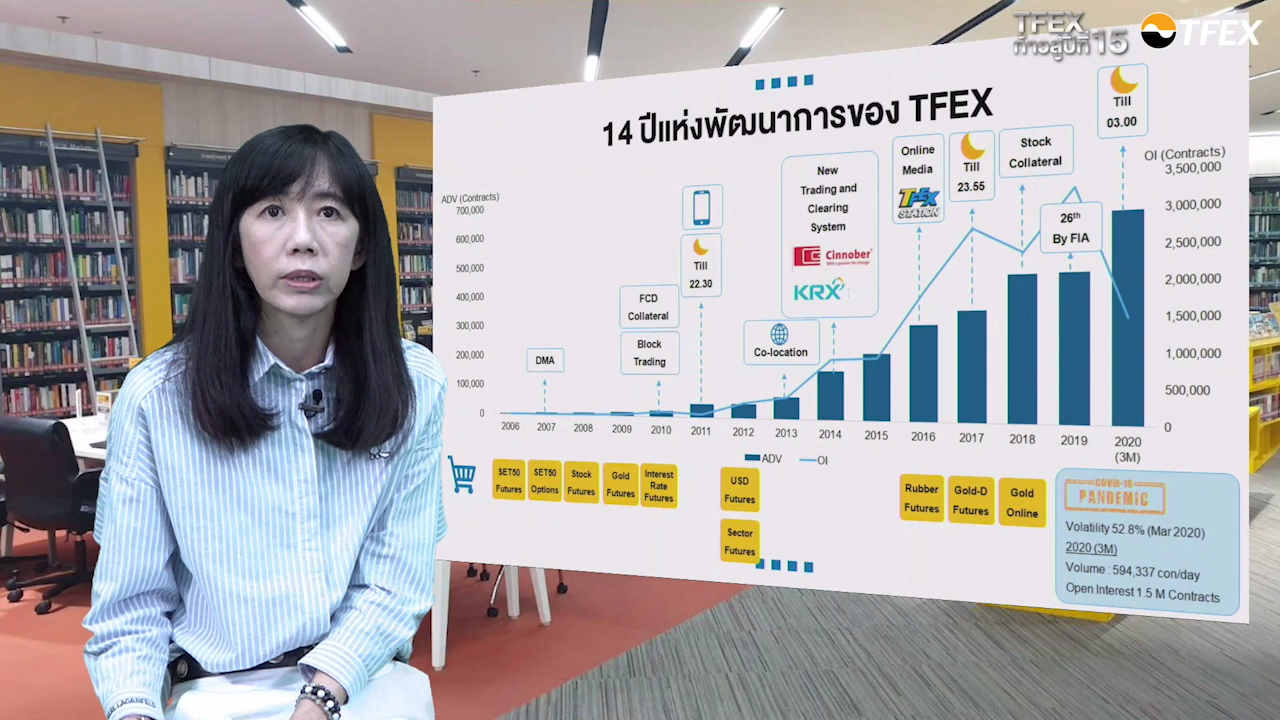 TFEX
ก้าวสู่ปีที่ 15
TFEX
14 ปีแห่งพัฒนาการของ TFEX
ADV (Contracts)
700,000
600,000
500,000
400,000
300,000
200,000
100,000
0
OI (Contracts)
3,500,000
3,000,000
2,500,000
2,000,000
1,500,000
1,000,000
500,000
0
DMA
FCD
Collateral
Block
Trading
Till
22.30
Co-location
New
Trading and
Clearing
System
Cinnober
KRX
Online
Media
TFEX
STATION
Till
23.55
Stock
Collateral
26th
By FIA
Till
03.00
2006 2007 2008 2009 2010 2011 2012 2013 2014 2015 2016 2017 2018 2019 2020
(3M)
ADV OI
SET50
Futures
SET50
Options
Stock
Futures
Gold
Futures
Interest
Rate
Futures
USD
Futures
Sector
Futures
Rubber
Futures
Gold-D
Futures
Gold
Online
COVID-19
PANDEMIC
Volatility 52.8% (Mar 2020)
2020 (3M)
Volume : 594,337 con/day
Open Interest 1.5 M Contracts